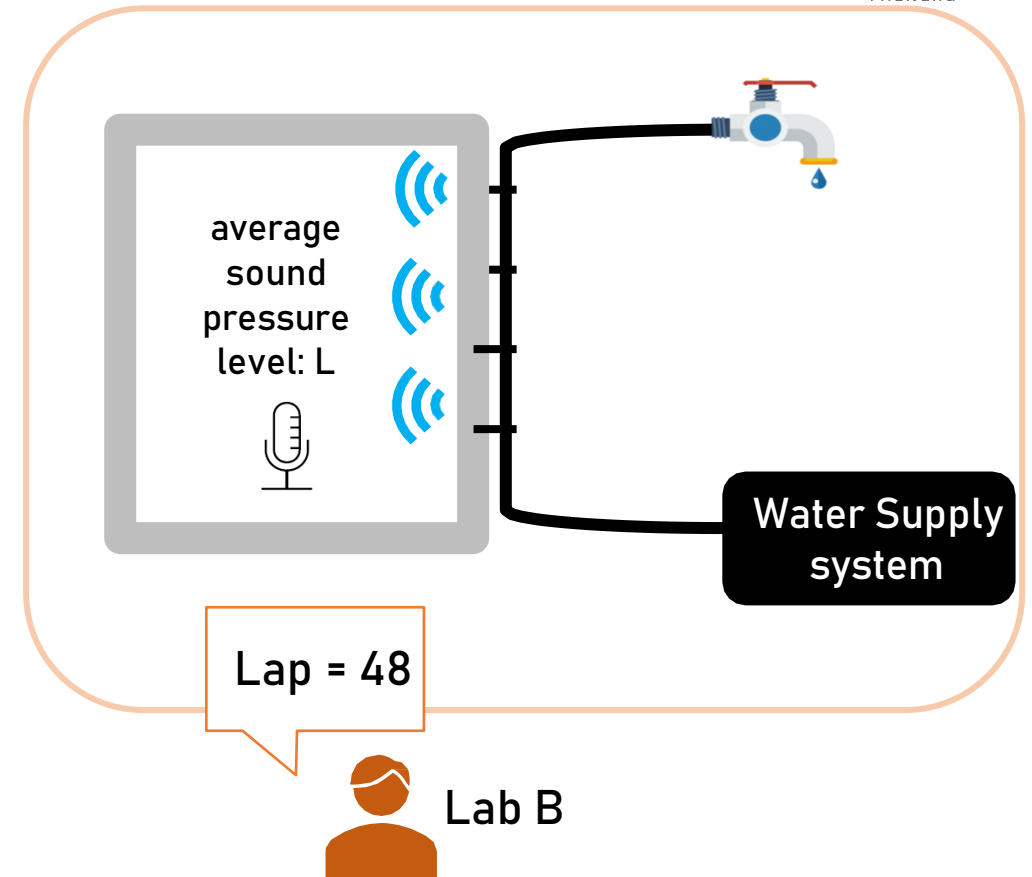 average
sound
pressure
level: L
Water Supply
system
Lap = 48
Lab B